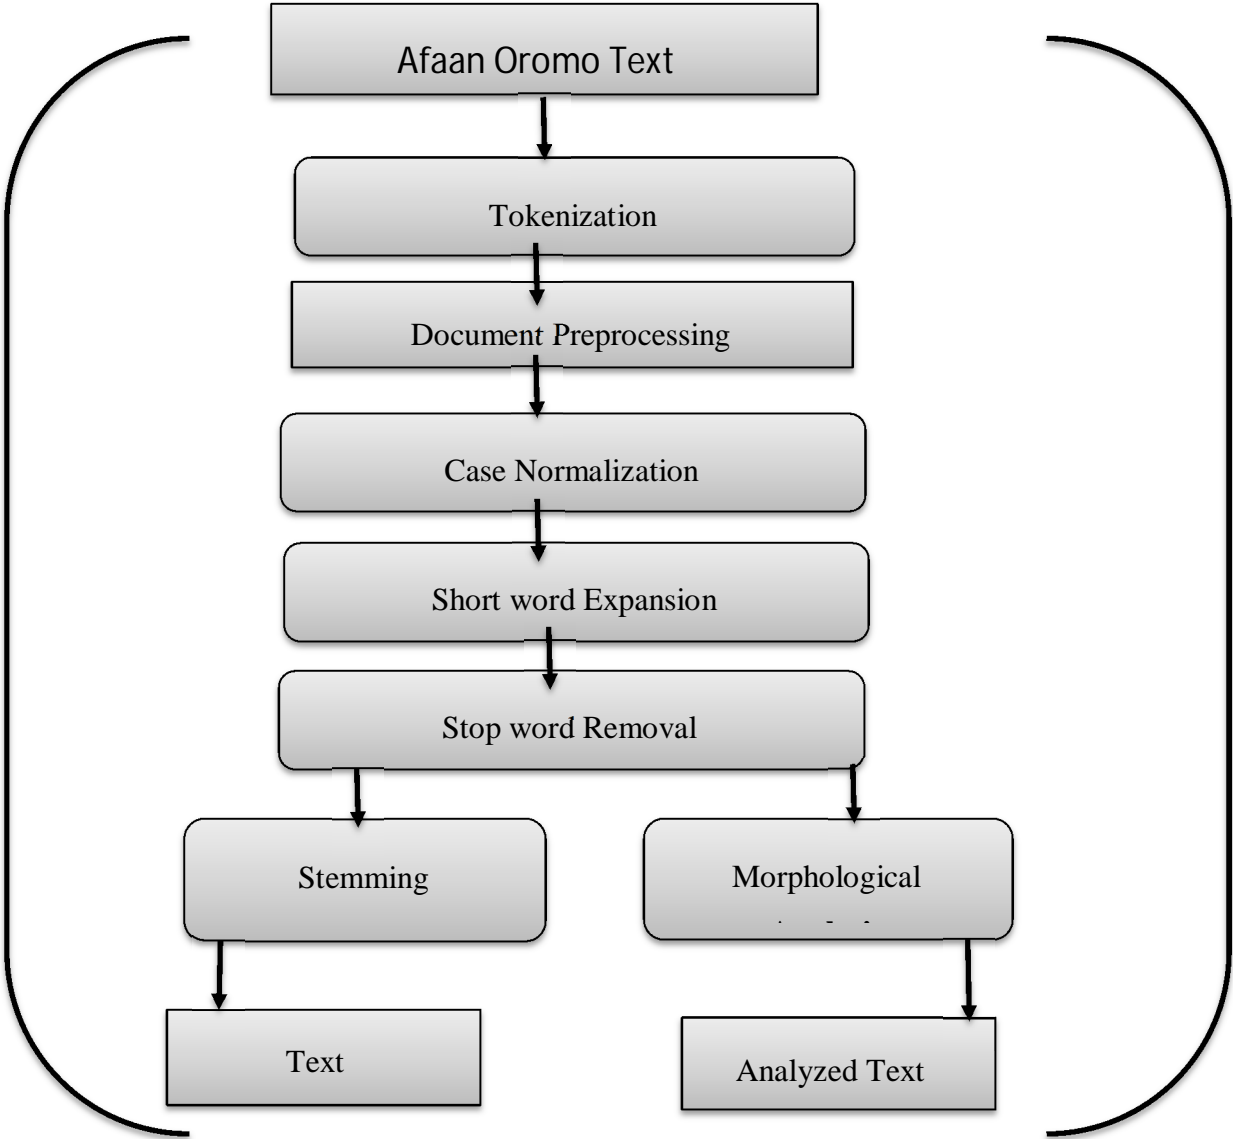 Afaan Oromo Text
Tokenization
Document Preprocessing
Case Normalization
Short word Expansion
Stop word Removal
Stemming
Morphological
Text
Analyzed Text